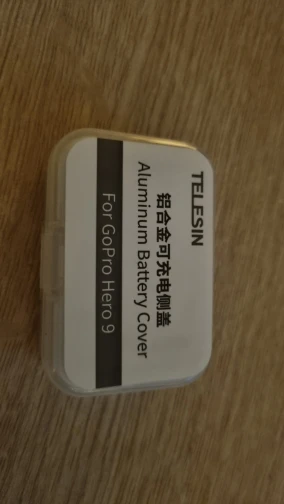 TELESIN
铝合金可充电侧盖
Aluminum Battery Cover
For GoPro Hero 9